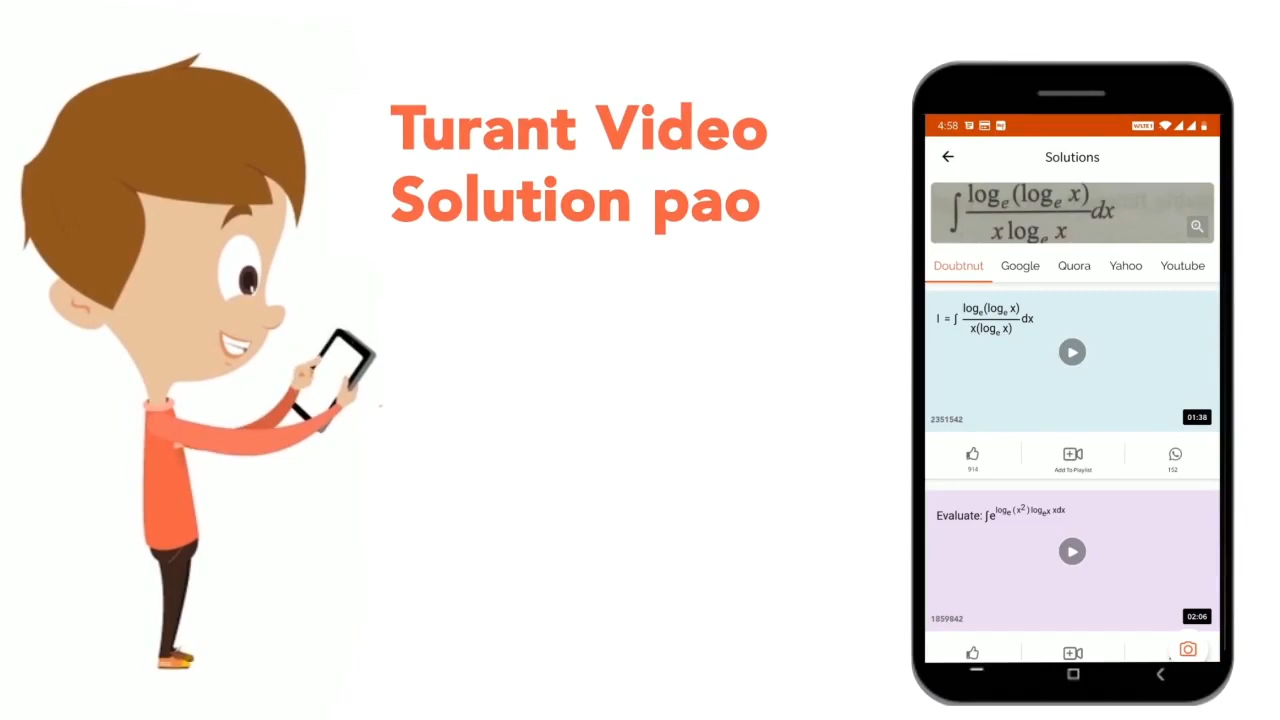 Turant Video
Solution pao
4:58
VoLTE
Solutions
∫ logₑ(logₑ x) / x logₑ x dx
Doubtnut Google Quora Yahoo Youtube
I = ∫ logₑ(logₑ x) / x(logₑ x) dx
2351542 01:38
914 Add To Playlist 152
Evaluate: ∫e^logₑ(x²)logₑx xdx
1859842 02:06